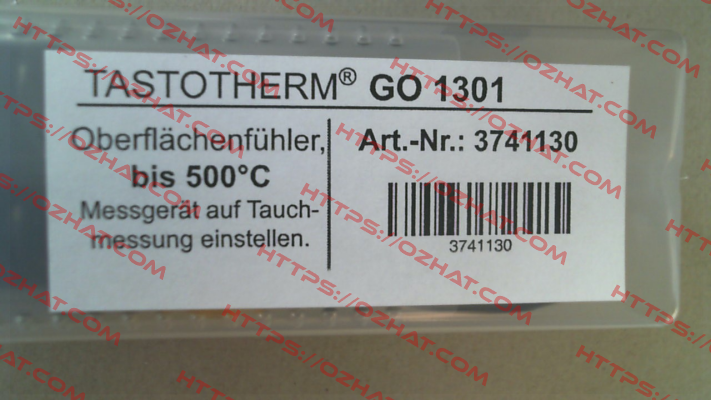 TASTOTHERM® GO 1301
Oberflächenfühler,
bis 500°C
Messgerät auf Tauch-
messung einstellen.
Art.-Nr.: 3741130
3741130
HTTPS://OZHAT.COM